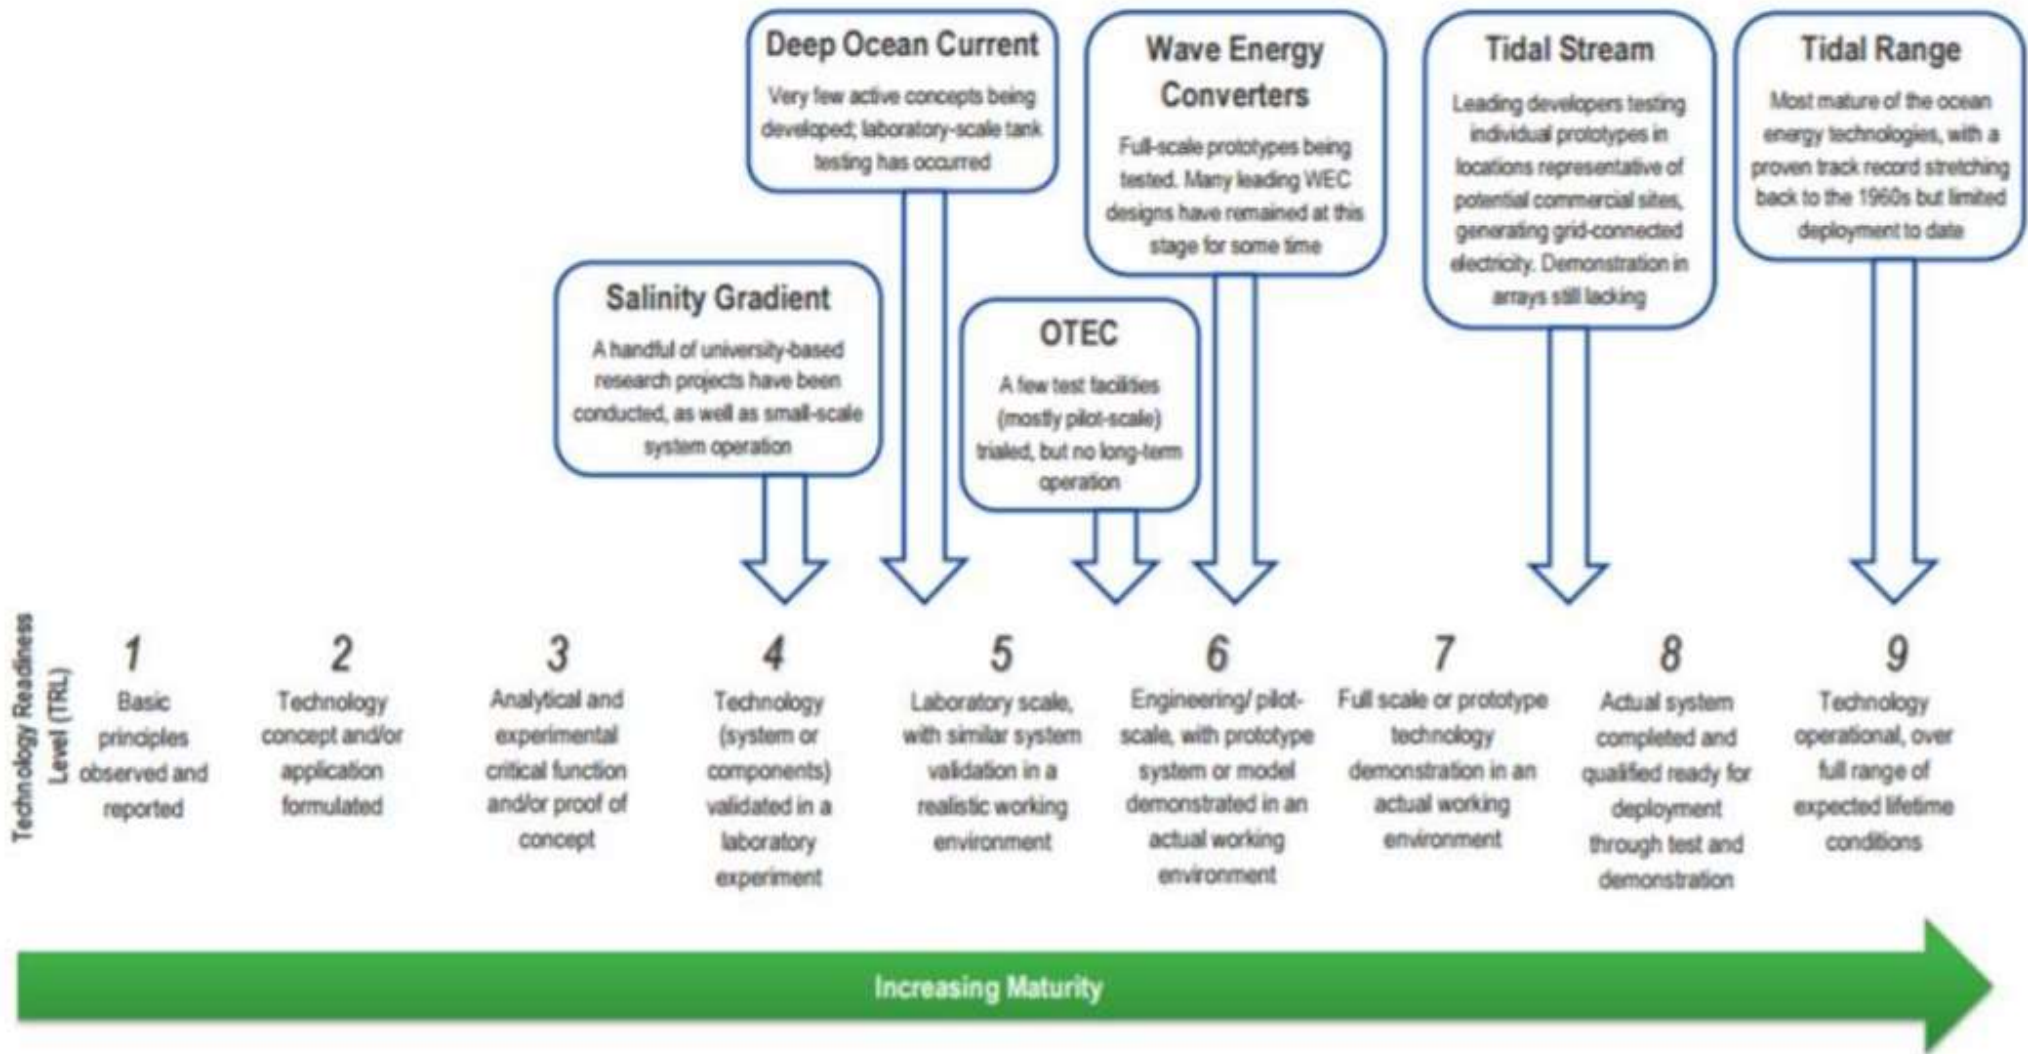 Deep Ocean Current
Very few active concepts being
developed; laboratory-scale tank
testing has occurred
Wave Energy
Converters
Full-scale prototypes being
tested. Many leading WEC
designs have remained at this
stage for some time
Tidal Stream
Leading developers testing
individual prototypes in
locations representative of
potential commercial sites,
generating grid-connected
electricity. Demonstration in
arrays still lacking
Tidal Range
Most mature of the ocean
energy technologies, with a
proven track record stretching
back to the 1960s but limited
deployment to date
Salinity Gradient
A handful of university-based
research projects have been
conducted, as well as small-scale
system operation
OTEC
A few test facilities
(mostly pilot-scale)
trialed, but no long-term
operation
Technology Readiness
Level (TRL)
1
Basic
principles
observed and
reported
2
Technology
concept and/or
application
formulated
3
Analytical and
experimental
critical function
and/or proof of
concept
4
Technology
(system or
components)
validated in a
laboratory
experiment
5
Laboratory scale,
with similar system
validation in a
realistic working
environment
6
Engineering/ pilot-
scale, with prototype
system or model
demonstrated in an
actual working
environment
7
Full scale or prototype
technology
demonstration in an
actual working
environment
8
Actual system
completed and
qualified ready for
deployment
through test and
demonstration
9
Technology
operational, over
full range of
expected lifetime
conditions
Increasing Maturity